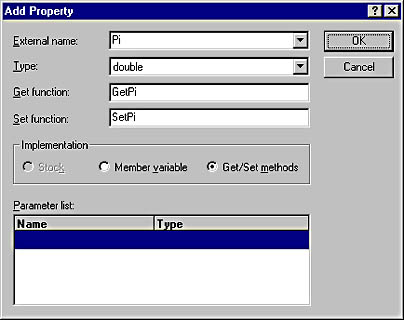 Add Property
External name: Pi OK
Type: double Cancel
Get function: GetPi
Set function: SetPi
Implementation
Stock Member variable Get/Set methods
Parameter list:
Name Type